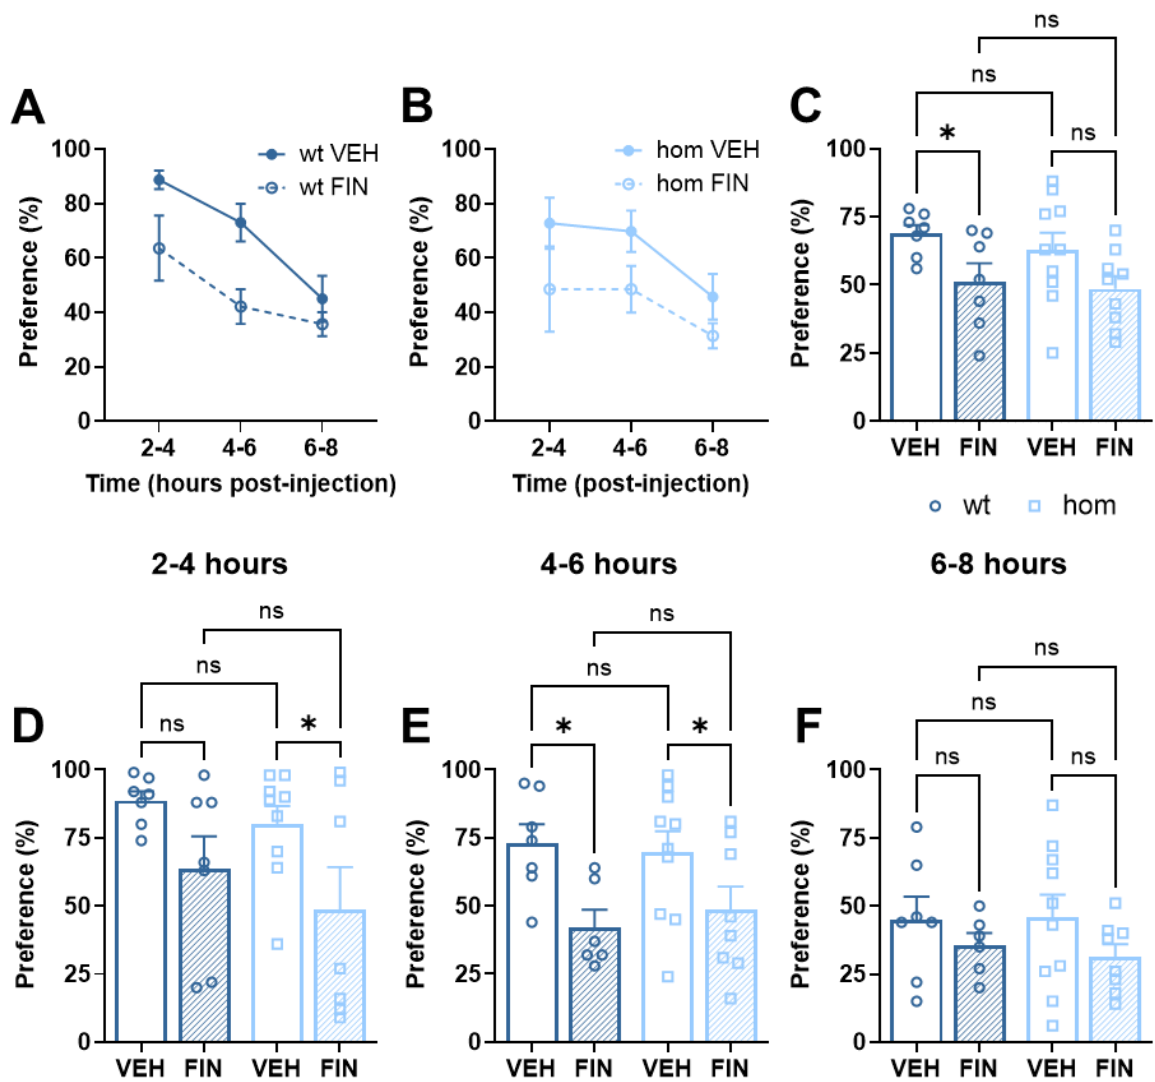 ns
A
B
C
ns
* ns
100 wt VEH
wt FIN
80
60
40
20
0
Preference (%)
2-4 4-6 6-8
Time (hours post-injection)
100 hom VEH
hom FIN
80
60
40
20
0
Preference (%)
2-4 4-6 6-8
Time (post-injection)
100
75
50
25
0
Preference (%)
VEH FIN VEH FIN
wt hom
2-4 hours
4-6 hours
6-8 hours
D
ns
ns
ns *
100
75
50
25
0
Preference (%)
VEH FIN VEH FIN
E
ns
ns
* *
100
75
50
25
0
Preference (%)
VEH FIN VEH FIN
F
ns
ns
ns ns
100
75
50
25
0
Preference (%)
VEH FIN VEH FIN